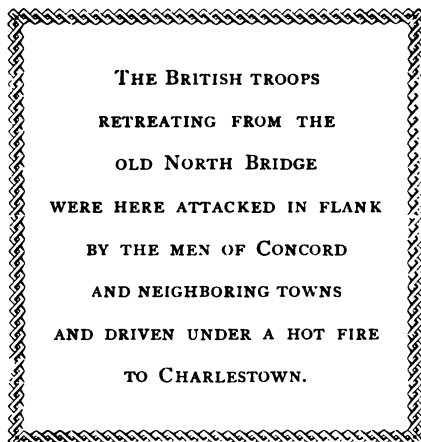 The British troops
retreating from the
old North Bridge
were here attacked in flank
by the men of Concord
and neighboring towns
and driven under a hot fire
to Charlestown.